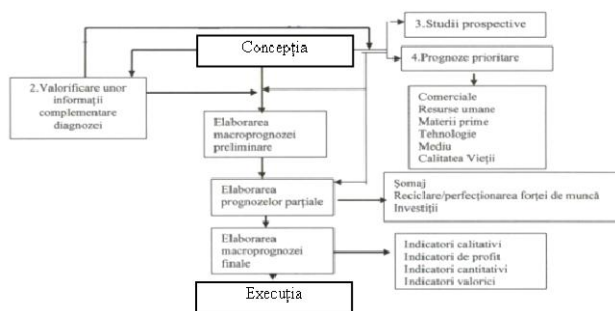 Concepția
3.Studii prospective
4.Prognoze prioritare
2.Valorificare unor
informații
complementare
diagnozei
Comerciale
Resurse umane
Materii prime
Tehnologie
Mediu
Calitatea Vieții
Elaborarea
macroprognozei
preliminare
Elaborarea
prognozelor parțiale
Șomaj
Reciclare/perfecționarea forței de muncă
Investiții
Elaborarea
macroprognozei
finale
Indicatori calitativi
Indicatori de profit
Indicatori cantitativi
Indicatori valorici
Execuția